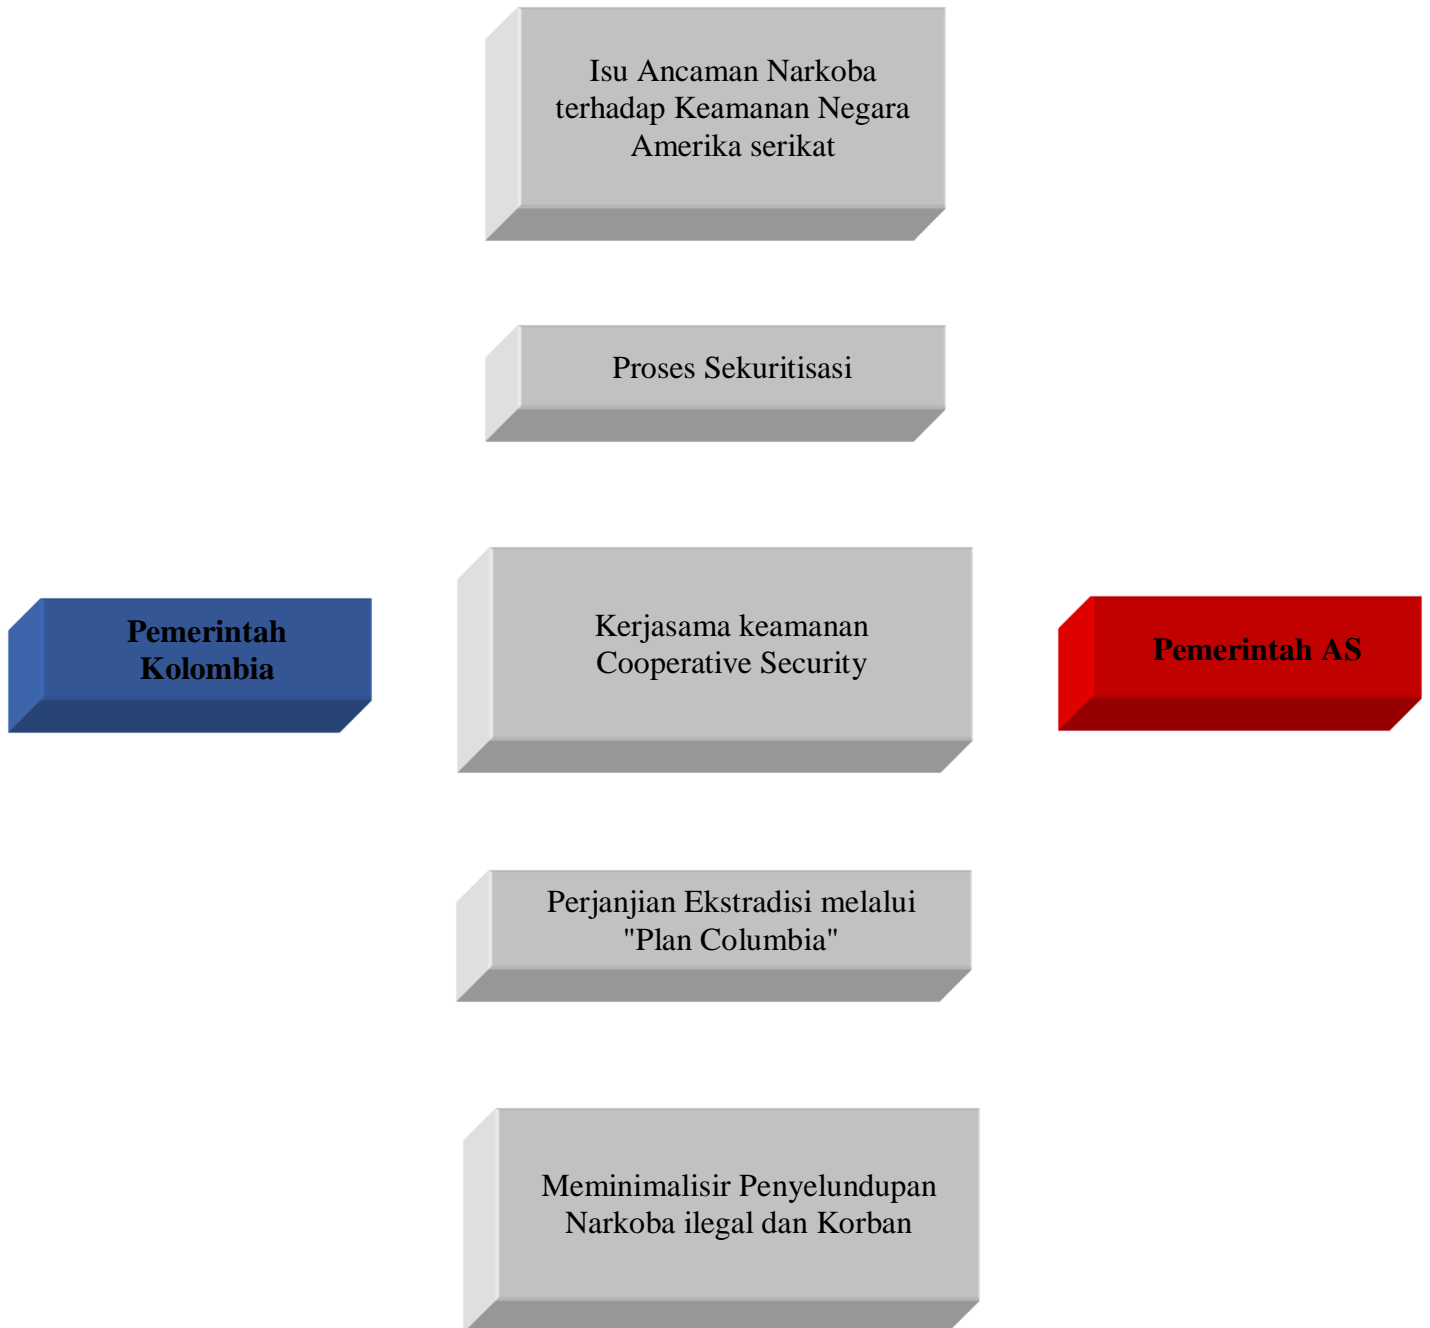 Isu Ancaman Narkoba
terhadap Keamanan Negara
Amerika serikat
Proses Sekuritisasi
Pemerintah
Kolombia
Kerjasama keamanan
Cooperative Security
Pemerintah AS
Perjanjian Ekstradisi melalui
"Plan Columbia"
Meminimalisir Penyelundupan
Narkoba ilegal dan Korban